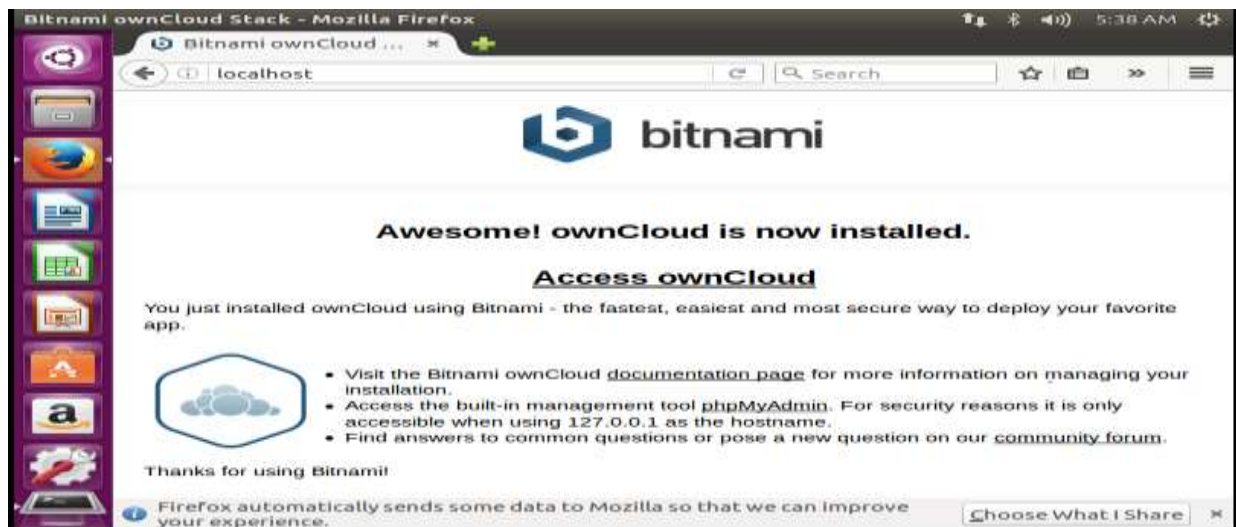 Bitnami ownCloud Stack - Mozilla Firefox
5:38 AM
Bitnami ownCloud ...
localhost
Search
bitnami
Awesome! ownCloud is now installed.
Access ownCloud
You just installed ownCloud using Bitnami - the fastest, easiest and most secure way to deploy your favorite
app.
• Visit the Bitnami ownCloud documentation page for more information on managing your
installation.
• Access the built-in management tool phpMyAdmin. For security reasons it is only
accessible when using 127.0.0.1 as the hostname.
• Find answers to common questions or pose a new question on our community forum.
Thanks for using Bitnami!
Firefox automatically sends some data to Mozilla so that we can improve
your experience.
Choose What I Share